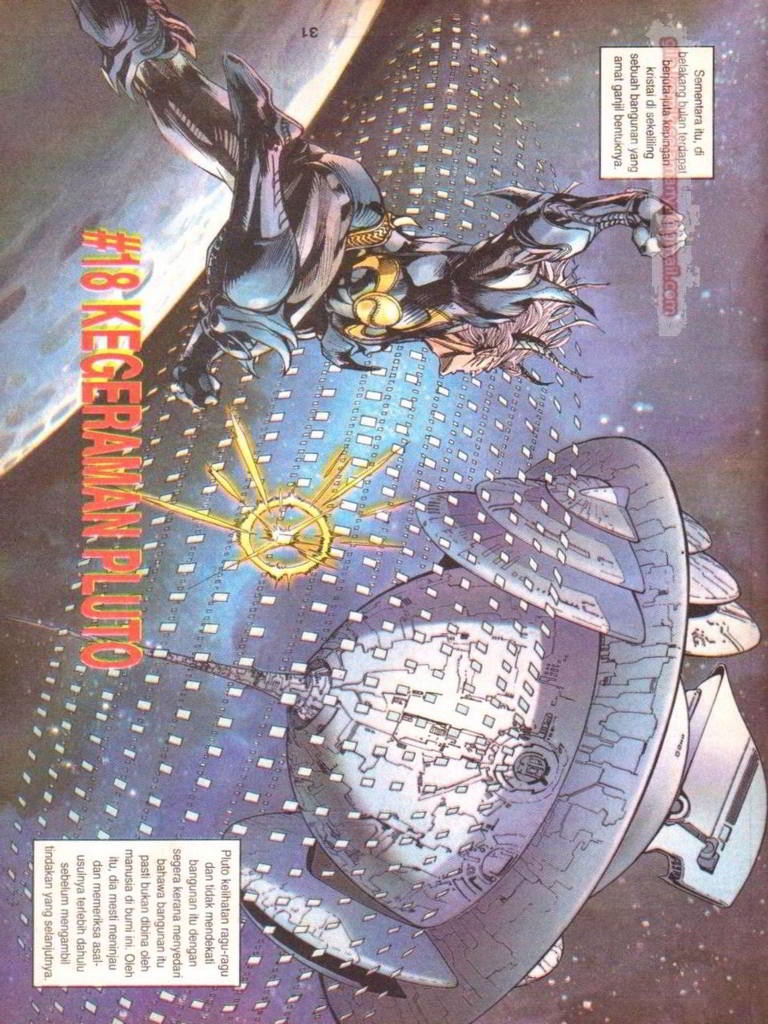 Sementara itu, di
belakang bulan terdapat
berjuta-juta kepingan
kristal di sekeliling
sebuah bangunan yang
amat ganjil bentuknya.
#18 KEGERAMAN PLUTO
Pluto kelihatan ragu-ragu
dan tidak mendekati
bangunan itu dengan
segera kerana menyedari
bahawa bangunan itu
pasti bukan dibina oleh
manusia di bumi ini. Oleh
itu, dia mesti meninjau
dan memeriksa asal-
usulnya terlebih dahulu
sebelum mengambil
tindakan yang selanjutnya.
31